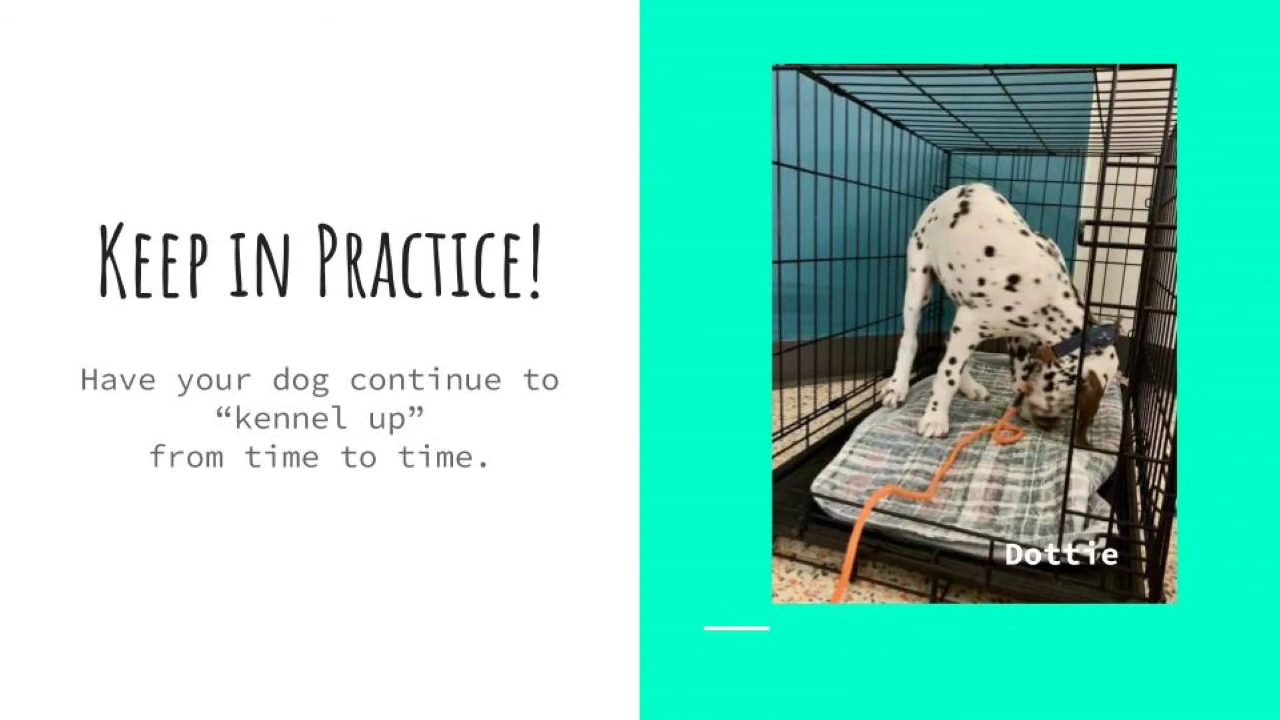 Keep in Practice!
Have your dog continue to
“kennel up”
from time to time.
Dottie